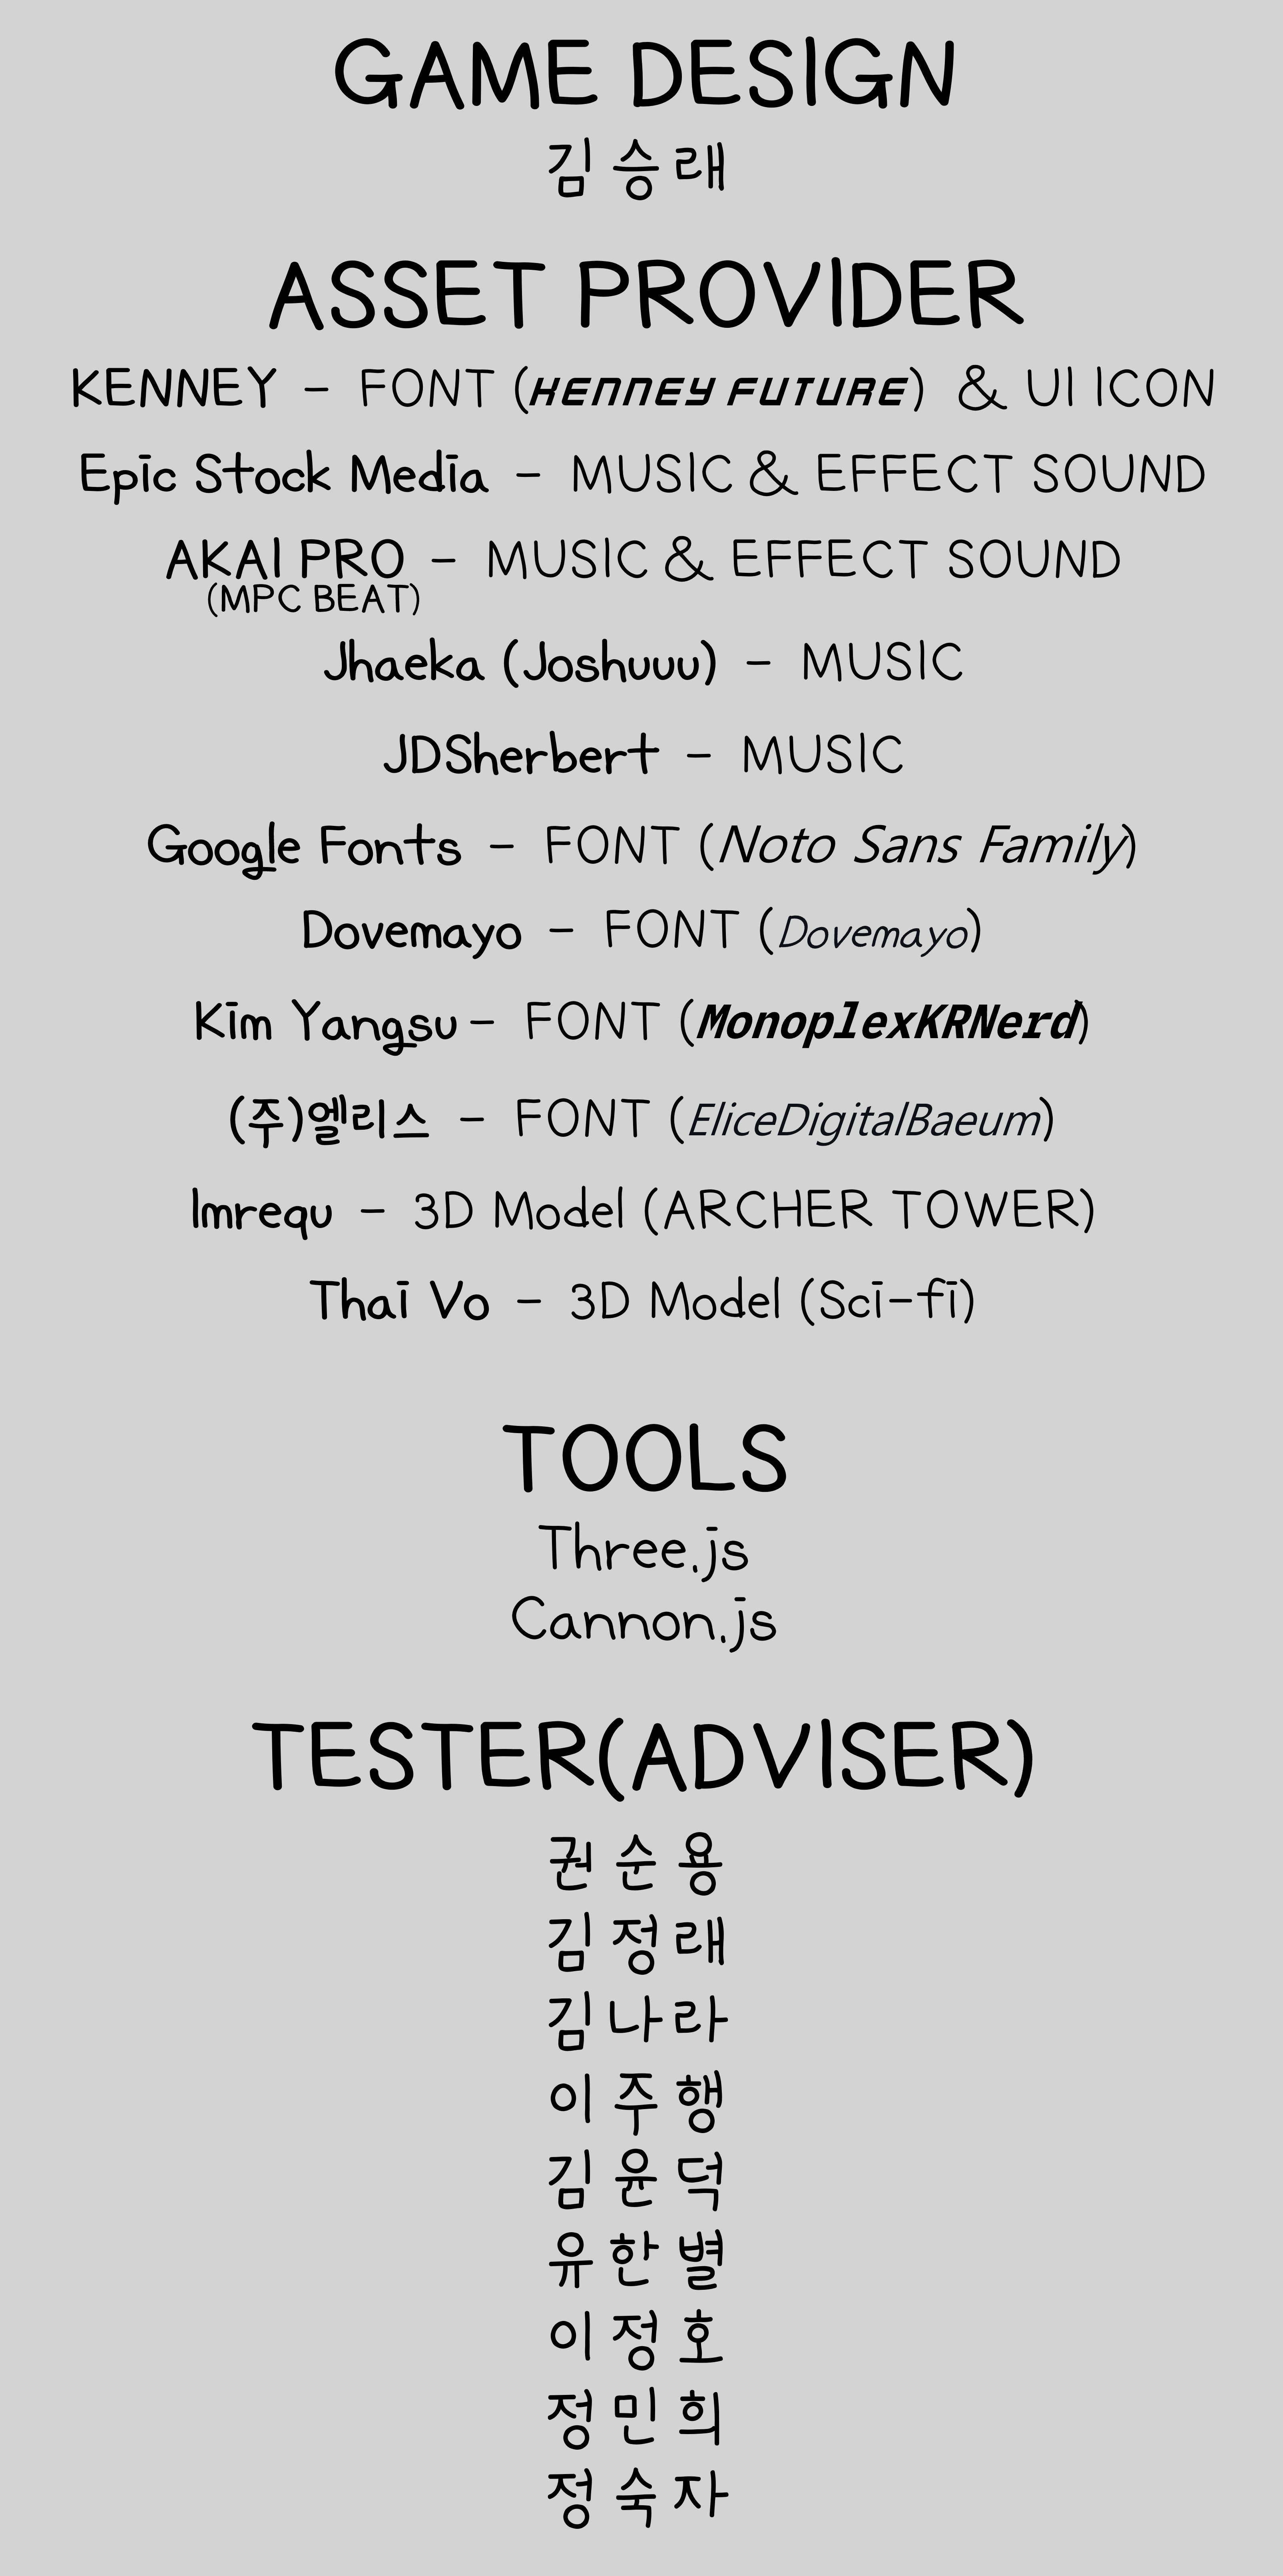 GAME DESIGN
김승래
ASSET PROVIDER
KENNEY - FONT (KENNEY FUTURE) & UI ICON
Epic Stock Media - MUSIC & EFFECT SOUND
AKAI PRO - MUSIC & EFFECT SOUND
(MPC BEAT)
Jhaeka (Joshuuu) - MUSIC
JDSherbert - MUSIC
Google Fonts - FONT (Noto Sans Family)
Dovemayo - FONT (Dovemayo)
Kim Yangsu - FONT (MonoplexKRNerd)
(주)엘리스 - FONT (EliceDigitalBaeum)
Imrequ - 3D Model (ARCHER TOWER)
Thai Vo - 3D Model (Sci-fi)
TOOLS
Three.js
Cannon.js
TESTER(ADVISER)
권순용
김정래
김나라
이주행
김윤덕
유한별
이정호
정민희
정숙자